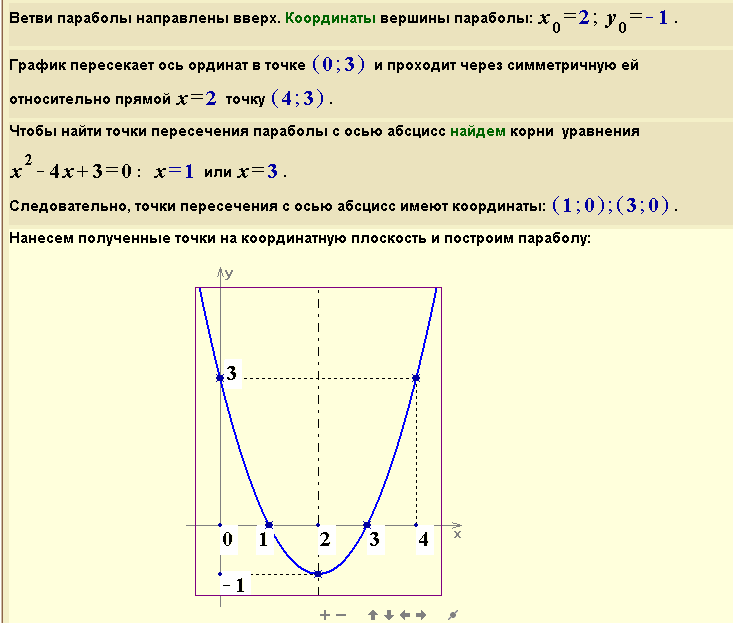 Ветви параболы направлены вверх. Координаты вершины параболы: x₀=2; y₀=-1 .
График пересекает ось ординат в точке (0;3) и проходит через симметричную ей
относительно прямой x=2 точку (4;3) .
Чтобы найти точки пересечения параболы с осью абсцисс найдем корни уравнения
x²-4x+3=0: x=1 или x=3 .
Следовательно, точки пересечения с осью абсцисс имеют координаты: (1;0);(3;0) .
Нанесем полученные точки на координатную плоскость и построим параболу:
y
3
0 1 2 3 4 x
-1